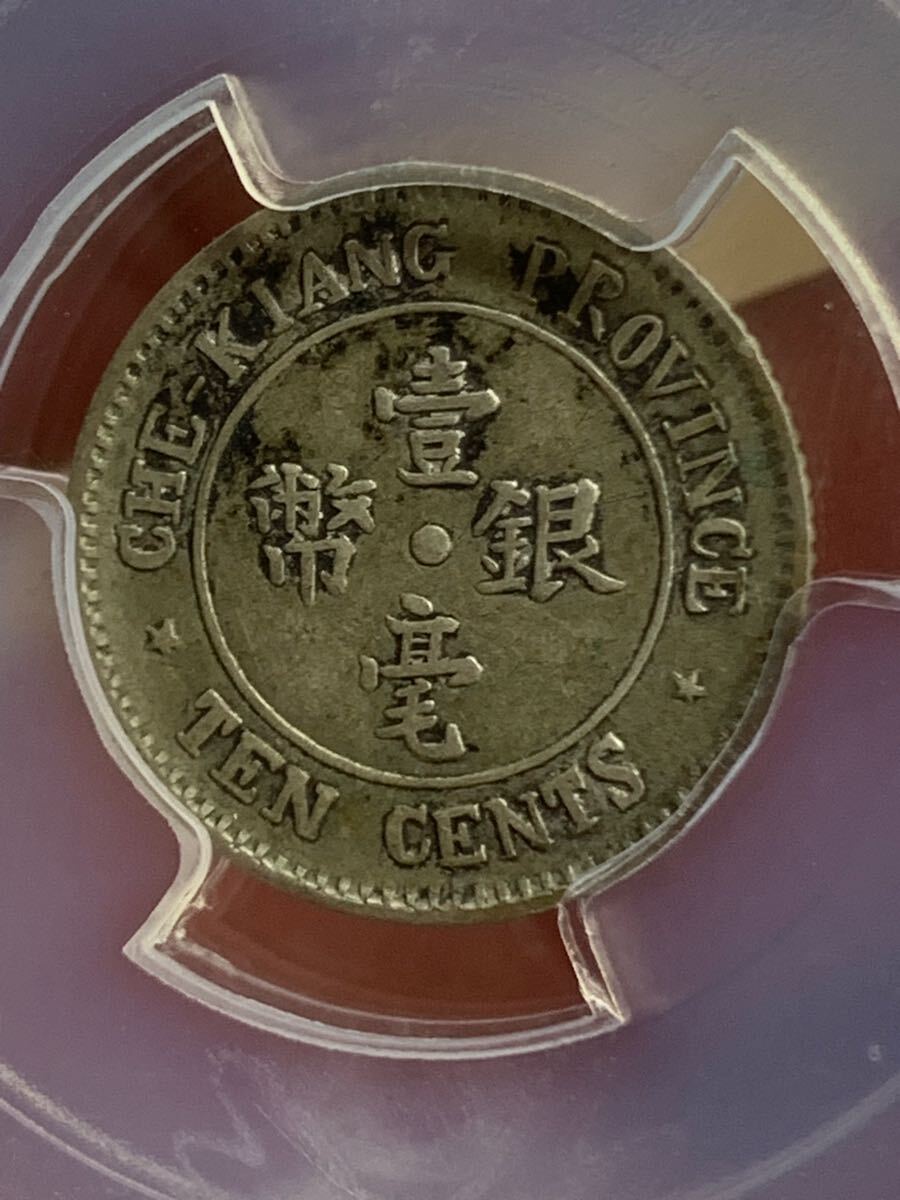 CHE-KIANG PROVINCE
壹毫銀幣
TEN CENTS